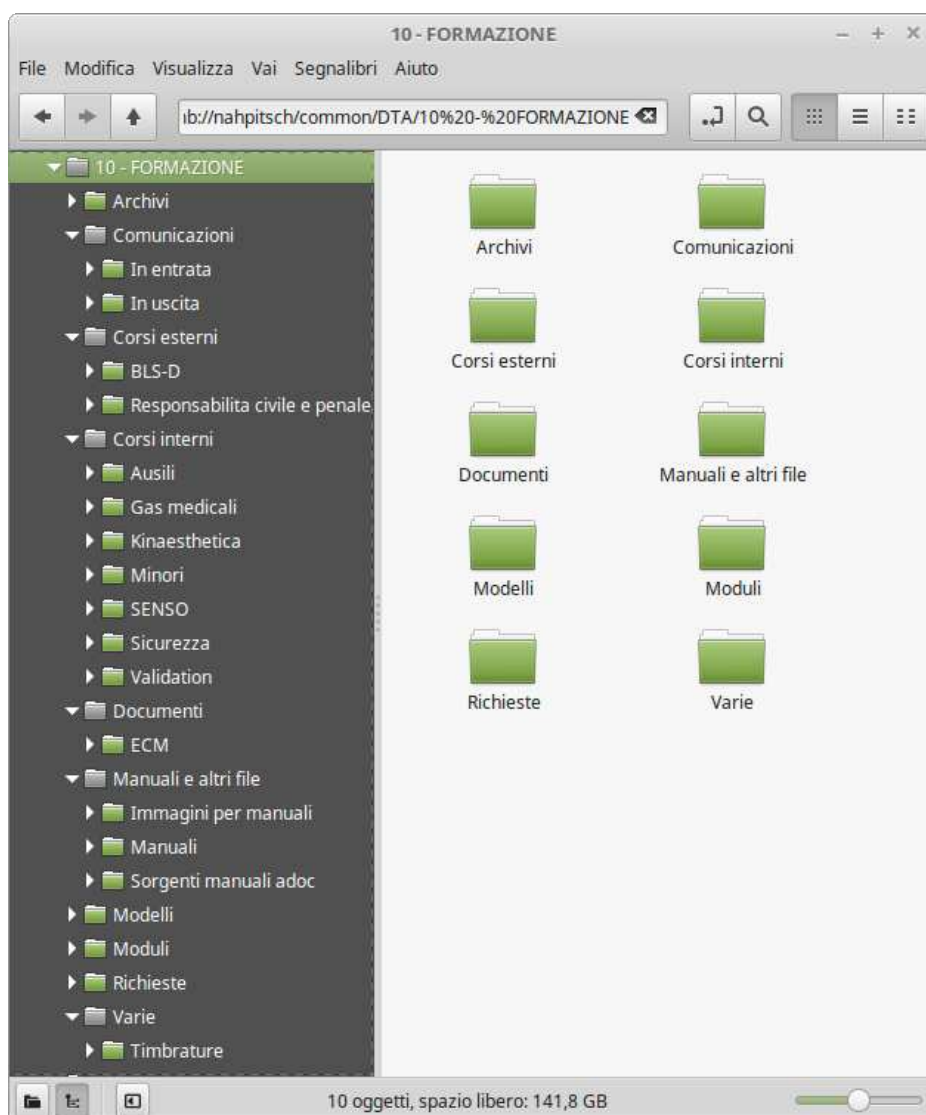 10 - FORMAZIONE
File Modifica Visualizza Vai Segnalibri Aiuto
ıb://nahpitsch/common/DTA/10%20-%20FORMAZIONE
10 - FORMAZIONE
Archivi
Comunicazioni
In entrata
In uscita
Corsi esterni
BLS-D
Responsabilita civile e penale
Corsi interni
Ausili
Gas medicali
Kinaesthetica
Minori
SENSO
Sicurezza
Validation
Documenti
ECM
Manuali e altri file
Immagini per manuali
Manuali
Sorgenti manuali adoc
Modelli
Moduli
Richieste
Varie
Timbrature
Archivi Comunicazioni
Corsi esterni Corsi interni
Documenti Manuali e altri file
Modelli Moduli
Richieste Varie
10 oggetti, spazio libero: 141,8 GB